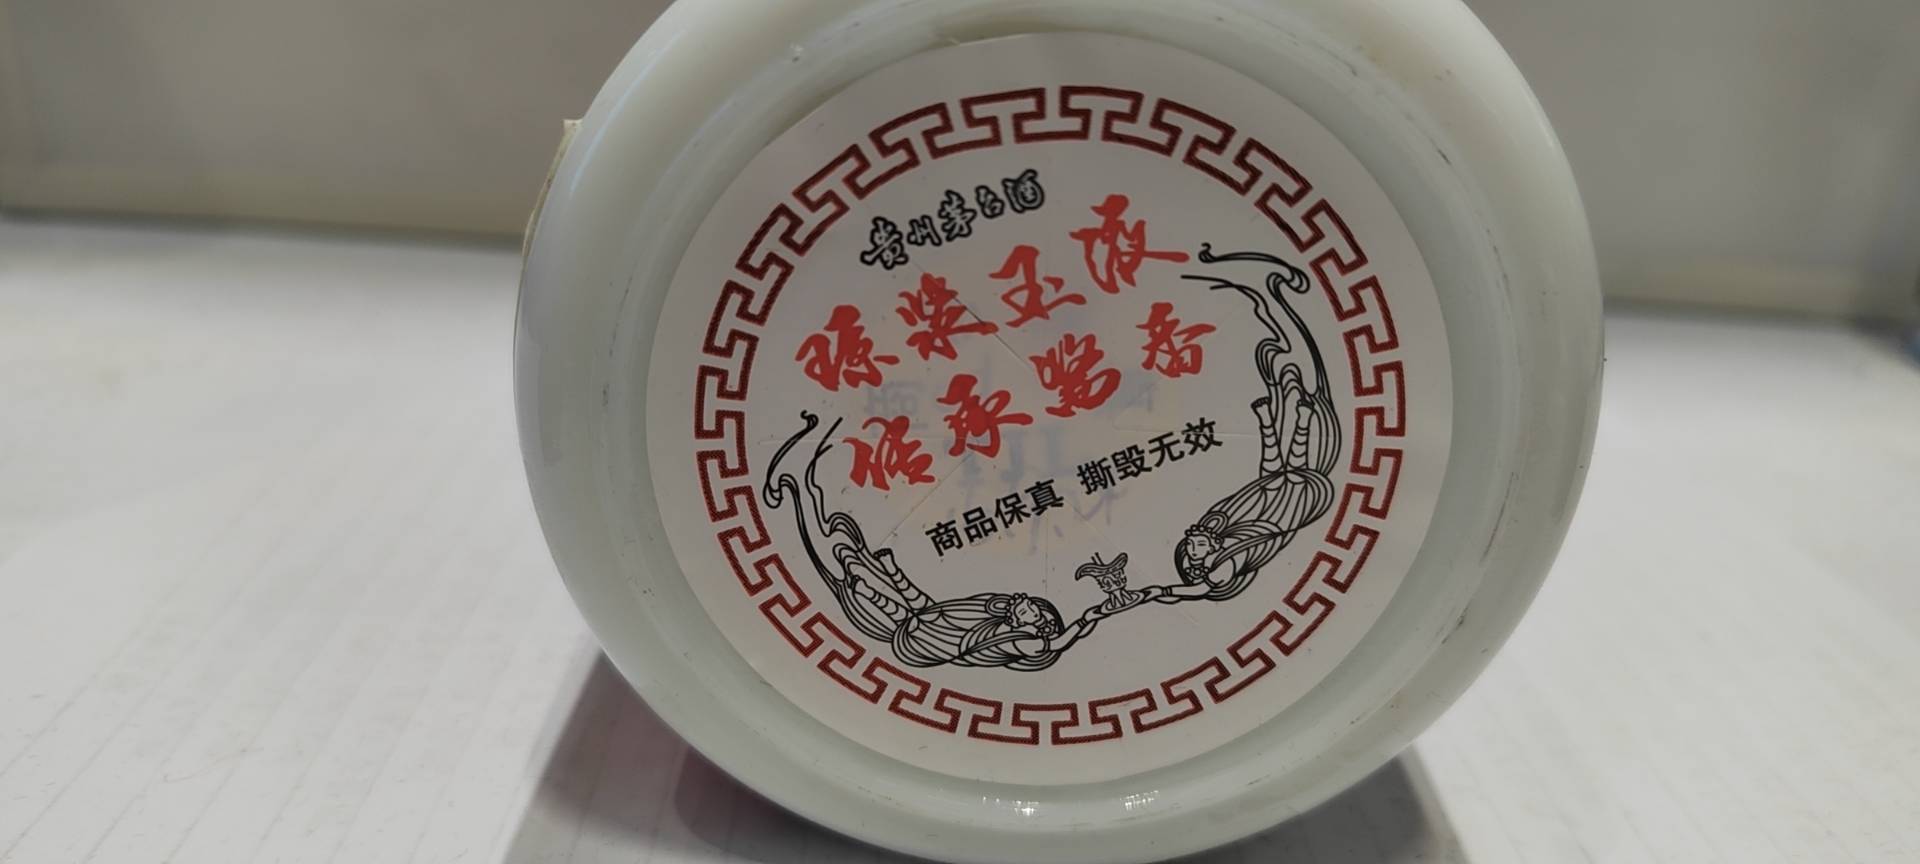 贵州茅台酒
琼浆玉液
传承酱香
商品保真 撕毁无效